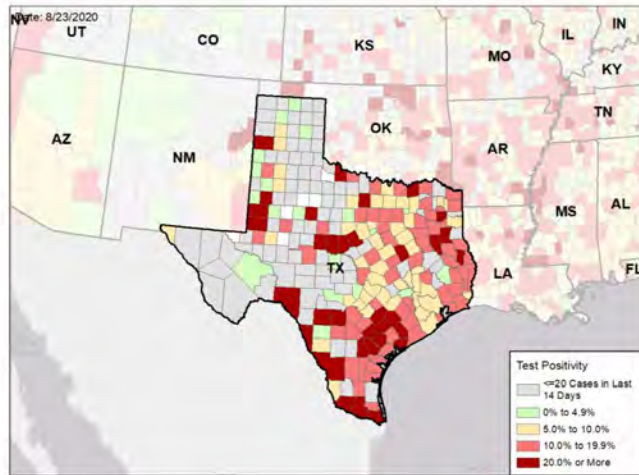 Date: 8/23/2020
NV
UT
CO
KS
MO
IL
IN
KY
TN
AZ
NM
OK
AR
MS
AL
TX
LA
FL
Test Positivity
<=20 Cases in Last
14 Days
0% to 4.9%
5.0% to 10.0%
10.0% to 19.9%
20.0% or More